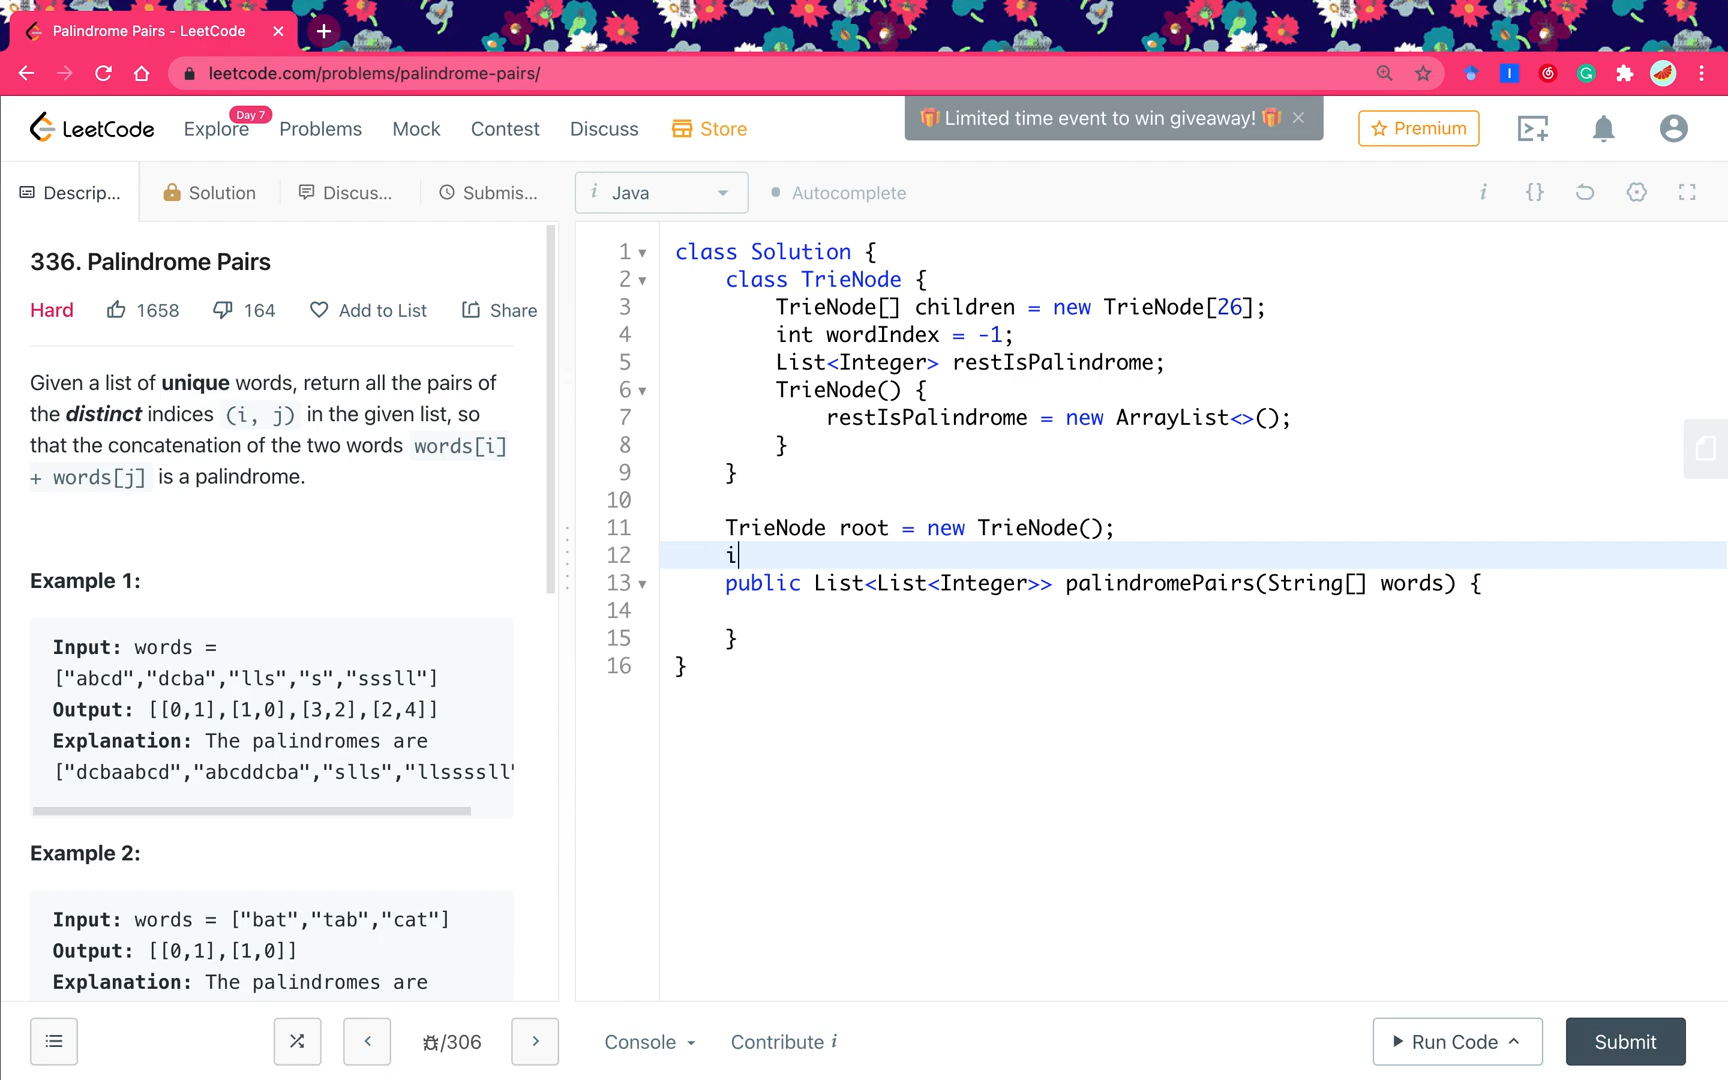 Palindrome Pairs - LeetCode
leetcode.com/problems/palindrome-pairs/
LeetCode Explore Day 7 Problems Mock Contest Discuss Store
Limited time event to win giveaway!
Premium
Descrip... Solution Discus... Submis...
i Java Autocomplete
336. Palindrome Pairs
Hard 1658 164 Add to List Share
Given a list of unique words, return all the pairs of
the distinct indices (i, j) in the given list, so
that the concatenation of the two words words[i]
+ words[j] is a palindrome.
Example 1:
Input: words =
["abcd","dcba","lls","s","sssll"]
Output: [[0,1],[1,0],[3,2],[2,4]]
Explanation: The palindromes are
["dcbaabcd","abcddcba","slls","llssssll"
Example 2:
Input: words = ["bat","tab","cat"]
Output: [[0,1],[1,0]]
Explanation: The palindromes are
1 class Solution {
2 class TrieNode {
3 TrieNode[] children = new TrieNode[26];
4 int wordIndex = -1;
5 List<Integer> restIsPalindrome;
6 TrieNode() {
7 restIsPalindrome = new ArrayList<>();
8 }
9 }
10
11 TrieNode root = new TrieNode();
12 i
13 public List<List<Integer>> palindromePairs(String[] words) {
14
15 }
16 }
/306
Console Contribute i
Run Code Submit